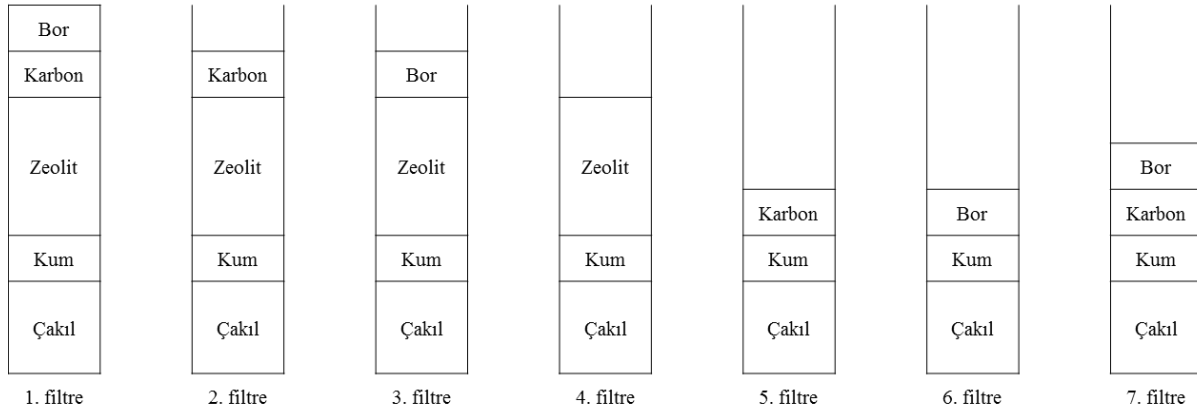 Bor
Karbon
Zeolit
Kum
Çakıl
1. filtre
Karbon
Zeolit
Kum
Çakıl
2. filtre
Bor
Zeolit
Kum
Çakıl
3. filtre
Zeolit
Kum
Çakıl
4. filtre
Karbon
Kum
Çakıl
5. filtre
Bor
Kum
Çakıl
6. filtre
Bor
Karbon
Kum
Çakıl
7. filtre